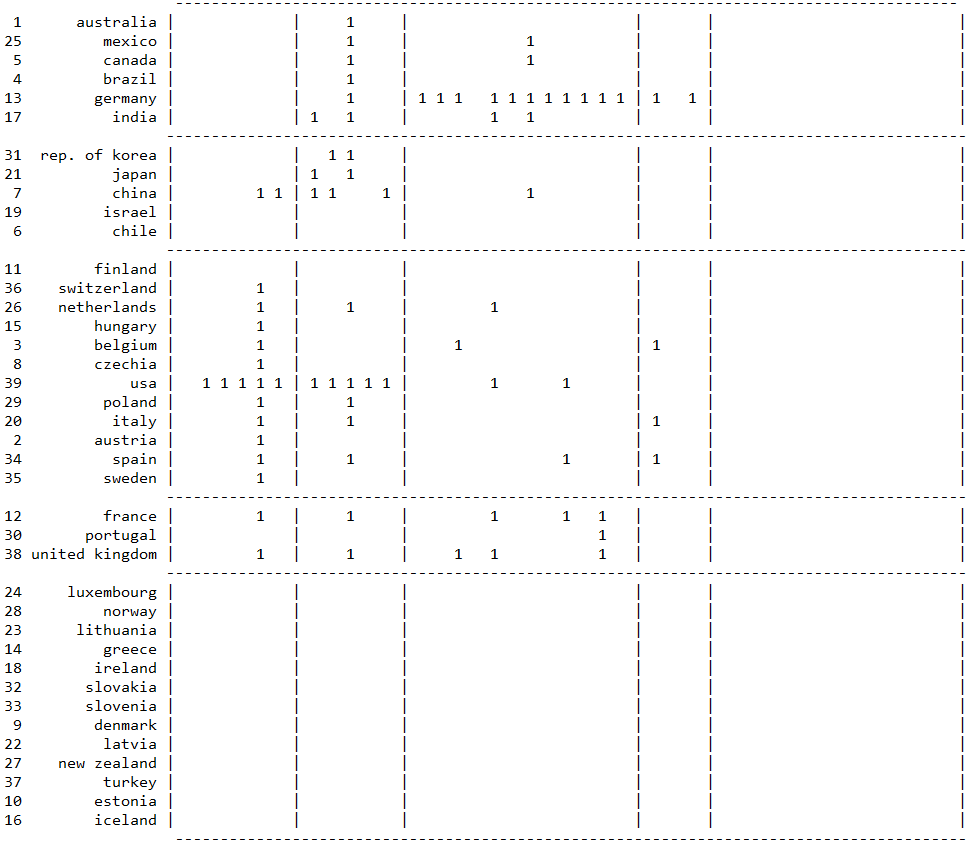 ---------------------------------------------------------------------------------------
1 australia | | 1 | | | |
25 mexico | | 1 | 1 | | |
5 canada | | 1 | 1 | | |
4 brazil | | 1 | | | |
13 germany | | 1 | 1 1 1 1 1 1 1 1 1 1 1 | 1 1 | |
17 india | | 1 1 | 1 1 | | |
----------------------------------------------------------------------------------------
31 rep. of korea | | 1 1 | | | |
21 japan | | 1 1 | | | |
7 china | 1 1 | 1 1 1 | 1 | | |
19 israel | | | | | |
6 chile | | | | | |
----------------------------------------------------------------------------------------
11 finland | | | | | |
36 switzerland | 1 | | | | |
26 netherlands | 1 | 1 | 1 | | |
15 hungary | 1 | | | | |
3 belgium | 1 | | 1 | 1 | |
8 czechia | 1 | | | | |
39 usa | 1 1 1 1 1 | 1 1 1 1 1 | 1 1 | | |
29 poland | 1 | 1 | | | |
20 italy | 1 | 1 | | 1 | |
2 austria | 1 | | | | |
34 spain | 1 | 1 | 1 | 1 | |
35 sweden | 1 | | | | |
----------------------------------------------------------------------------------------
12 france | 1 | 1 | 1 1 1 | | |
30 portugal | | | 1 | | |
38 united kingdom | 1 | 1 | 1 1 1 | | |
----------------------------------------------------------------------------------------
24 luxembourg | | | | | |
28 norway | | | | | |
23 lithuania | | | | | |
14 greece | | | | | |
18 ireland | | | | | |
32 slovakia | | | | | |
33 slovenia | | | | | |
9 denmark | | | | | |
22 latvia | | | | | |
27 new zealand | | | | | |
37 turkey | | | | | |
10 estonia | | | | | |
16 iceland | | | | | |
----------------------------------------------------------------------------------------